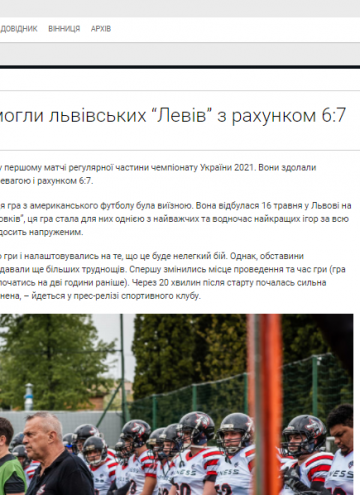 ДОВІДНИК ВІННИЦЯ АРХІВ
могли львівських “Левів” з рахунком 6:7
у першому матчі регулярної частини чемпіонату України 2021. Вони здолали
евагою і рахунком 6:7.
я гра з американського футболу була виїзною. Вона відбулася 16 травня у Львові на
овків”, ця гра стала для них однією з найважчих та водночас найкращих ігор за всю
досить напруженим.
о гри і налаштовувались на те, що це буде нелегкий бій. Однак, обставини
давали ще більших труднощів. Спершу змінились місце проведення та час гри (гра
початись на дві години раніше). Через 20 хвилин після старту почалась сильна
нена, – йдеться у прес-релізі спортивного клубу.